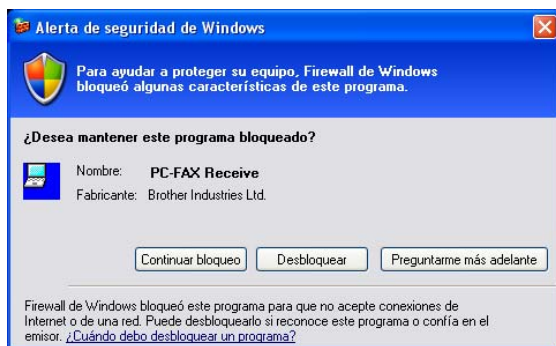 Alerta de seguridad de Windows
Para ayudar a proteger su equipo, Firewall de Windows
bloqueó algunas características de este programa.
¿Desea mantener este programa bloqueado?
Nombre: PC-FAX Receive
Fabricante: Brother Industries Ltd.
Continuar bloqueo Desbloquear Preguntarme más adelante
Firewall de Windows bloqueó este programa para que no acepte conexiones de
Internet o de una red. Puede desbloquearlo si reconoce este programa o confía en el
emisor. ¿Cuándo debo desbloquear un programa?